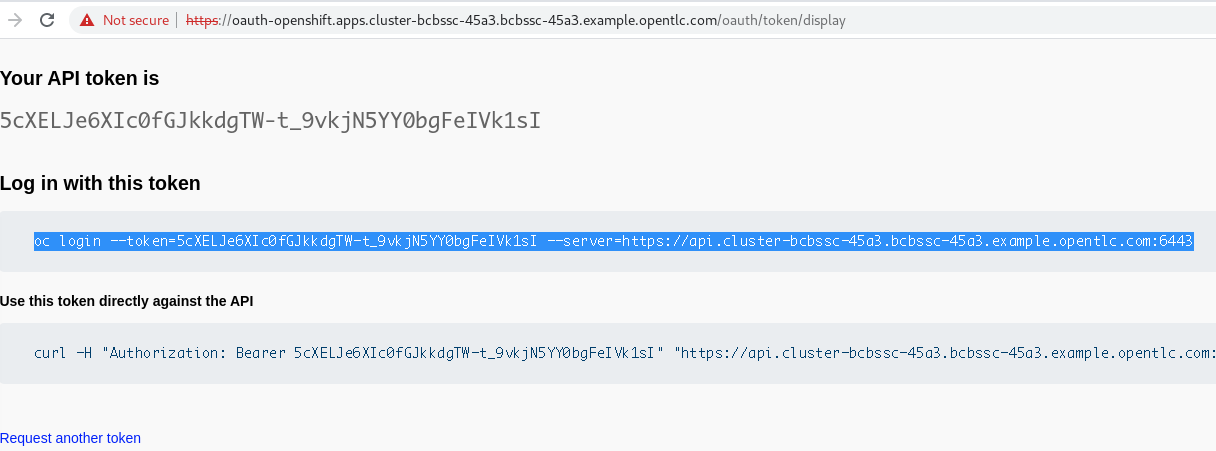 Not secure | https://oauth-openshift.apps.cluster-bcbssc-45a3.bcbssc-45a3.example.opentlc.com/oauth/token/display
Your API token is
5cXELJe6XIc0fGJkkdgTW-t_9vkjN5YY0bgFeIVk1sI
Log in with this token
oc login --token=5cXELJe6XIc0fGJkkdgTW-t_9vkjN5YY0bgFeIVk1sI --server=https://api.cluster-bcbssc-45a3.bcbssc-45a3.example.opentlc.com:6443
Use this token directly against the API
curl -H "Authorization: Bearer 5cXELJe6XIc0fGJkkdgTW-t_9vkjN5YY0bgFeIVk1sI" "https://api.cluster-bcbssc-45a3.bcbssc-45a3.example.opentlc.com:
Request another token